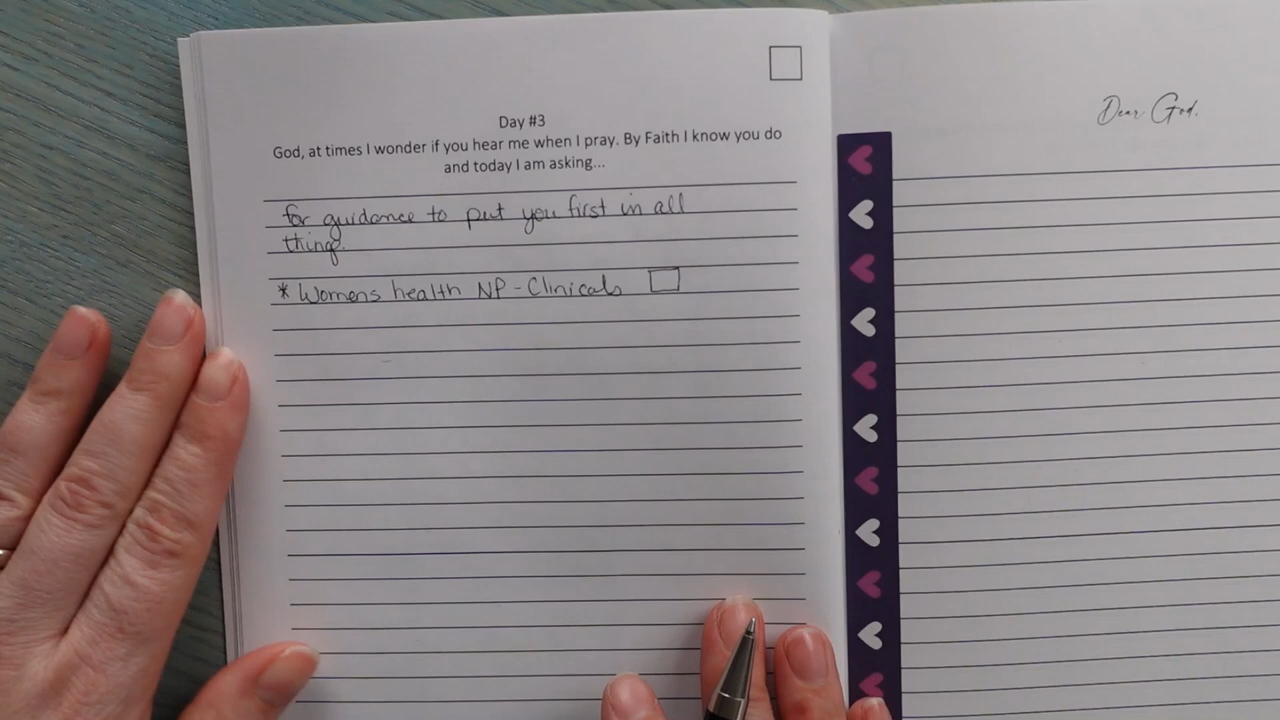 Day #3
God, at times I wonder if you hear me when I pray. By Faith I know you do
and today I am asking...
for guidance to put you first in all
things.
* Womens health NP - Clinicals
Dear God,